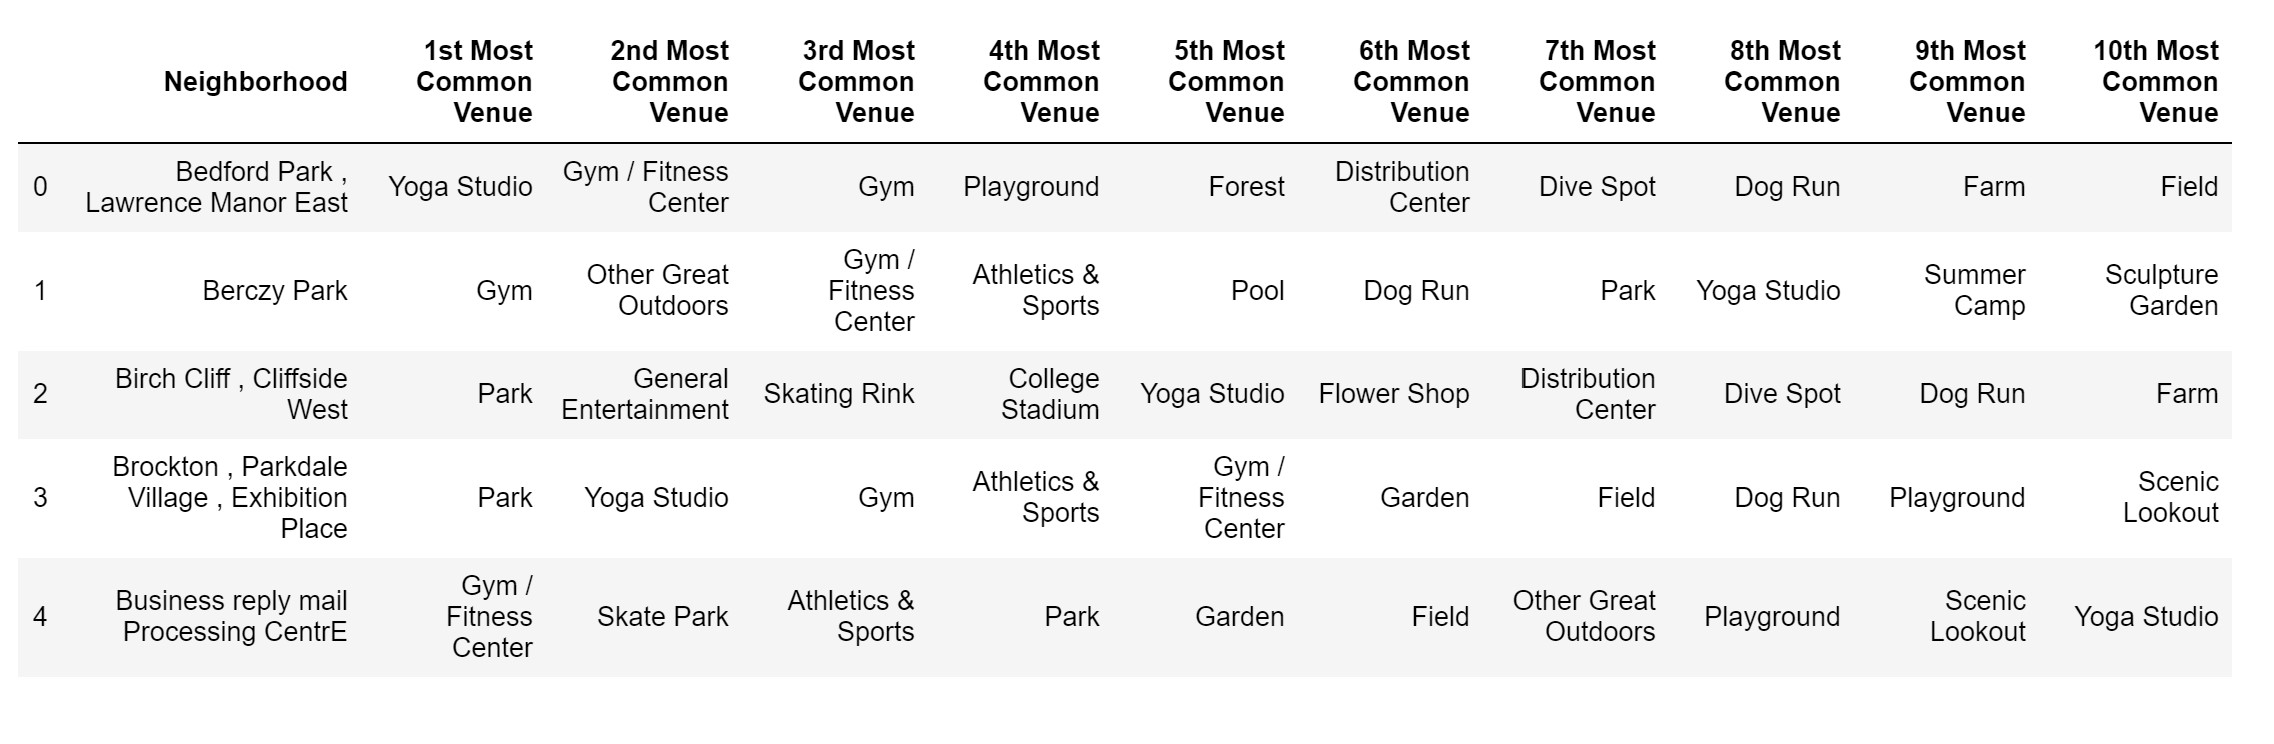 Neighborhood 1st Most Common Venue 2nd Most Common Venue 3rd Most Common Venue 4th Most Common Venue 5th Most Common Venue 6th Most Common Venue 7th Most Common Venue 8th Most Common Venue 9th Most Common Venue 10th Most Common Venue
0 Bedford Park , Lawrence Manor East Yoga Studio Gym / Fitness Center Gym Playground Forest Distribution Center Dive Spot Dog Run Farm Field
1 Berczy Park Gym Other Great Outdoors Gym / Fitness Center Athletics & Sports Pool Dog Run Park Yoga Studio Summer Camp Sculpture Garden
2 Birch Cliff , Cliffside West Park General Entertainment Skating Rink College Stadium Yoga Studio Flower Shop Distribution Center Dive Spot Dog Run Farm
3 Brockton , Parkdale Village , Exhibition Place Park Yoga Studio Gym Athletics & Sports Gym / Fitness Center Garden Field Dog Run Playground Scenic Lookout
4 Business reply mail Processing CentrE Gym / Fitness Center Skate Park Athletics & Sports Park Garden Field Other Great Outdoors Playground Scenic Lookout Yoga Studio